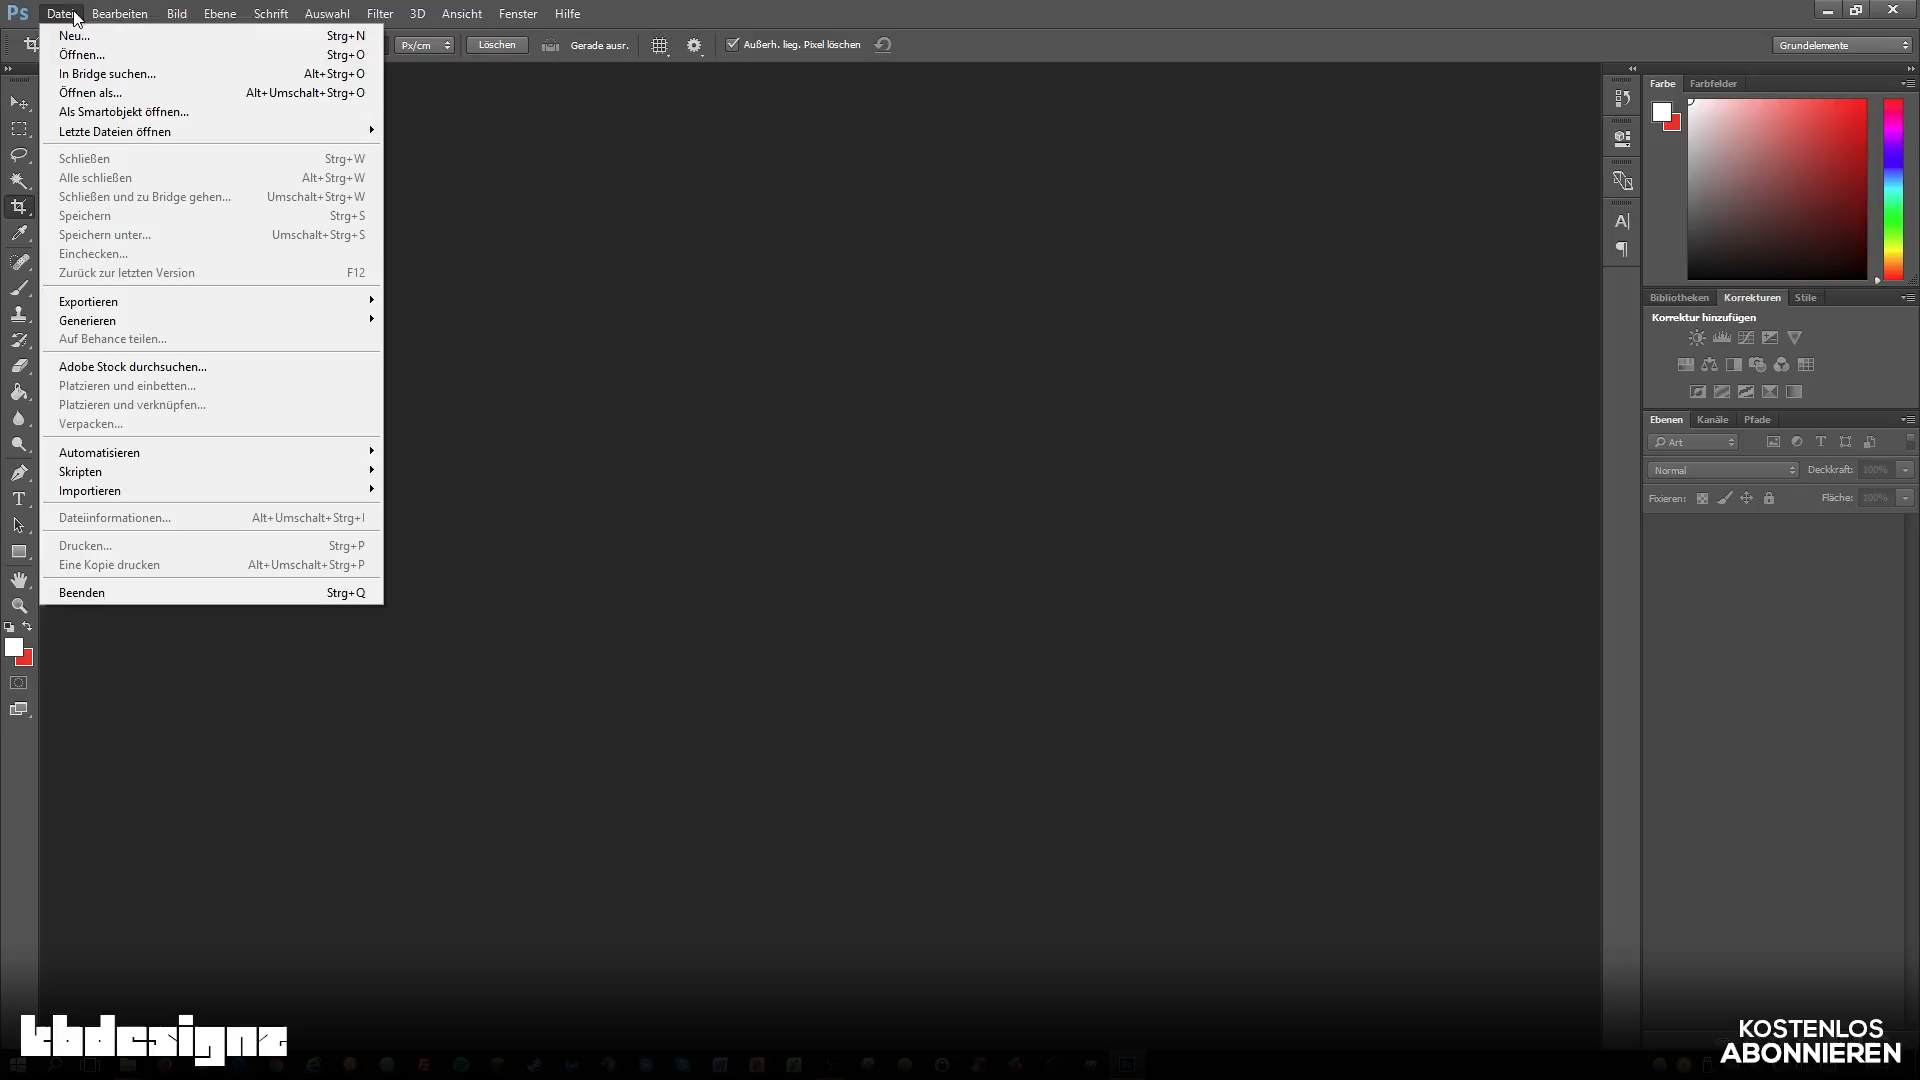 Ps Datei Bearbeiten Bild Ebene Schrift Auswahl Filter 3D Ansicht Fenster Hilfe
Px/cm Löschen Gerade ausr. Außerh. lieg. Pixel löschen Grundelemente
Neu... Strg+N
Öffnen... Strg+O
In Bridge suchen... Alt+Strg+O
Öffnen als... Alt+Umschalt+Strg+O
Als Smartobjekt öffnen...
Letzte Dateien öffnen
Schließen Strg+W
Alle schließen Alt+Strg+W
Schließen und zu Bridge gehen... Umschalt+Strg+W
Speichern Strg+S
Speichern unter... Umschalt+Strg+S
Einchecken...
Zurück zur letzten Version F12
Exportieren
Generieren
Auf Behance teilen...
Adobe Stock durchsuchen...
Platzieren und einbetten...
Platzieren und verknüpfen...
Verpacken...
Automatisieren
Skripten
Importieren
Dateiinformationen... Alt+Umschalt+Strg+I
Drucken... Strg+P
Eine Kopie drucken Alt+Umschalt+Strg+P
Beenden Strg+Q
Farbe Farbfelder
Bibliotheken Korrekturen Stile
Korrektur hinzufügen
Ebenen Kanäle Pfade
Art
Normal Deckkraft: 100%
Fixieren: Fläche: 100%
kbdesignz
KOSTENLOS
ABONNIEREN